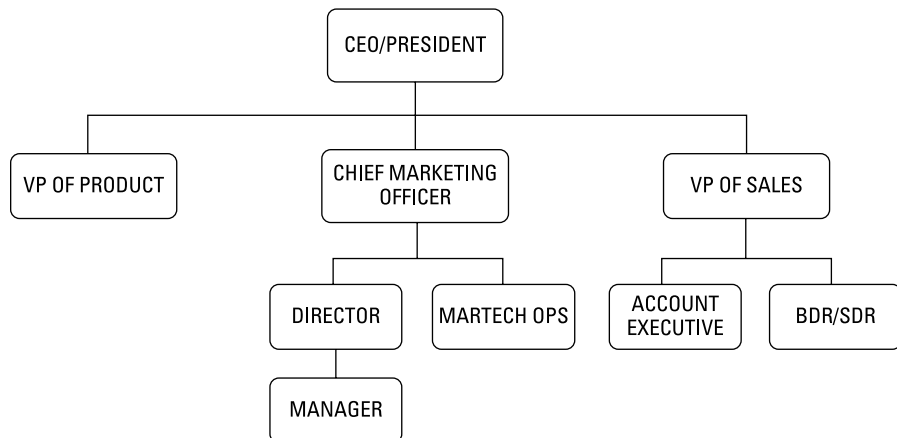 CEO/PRESIDENT
VP OF PRODUCT
CHIEF MARKETING
OFFICER
VP OF SALES
DIRECTOR
MARTECH OPS
ACCOUNT
EXECUTIVE
BDR/SDR
MANAGER